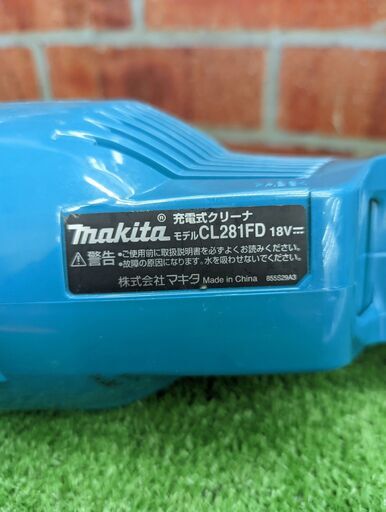 makita® 充電式クリーナ
モデルCL281FD 18V⎓
⚠警告 •ご使用前に取扱説明書を必ずよくお読みください。
•故障の原因になります。水を吸わせないでください。
株式会社 マキタ Made in China 855S29A3